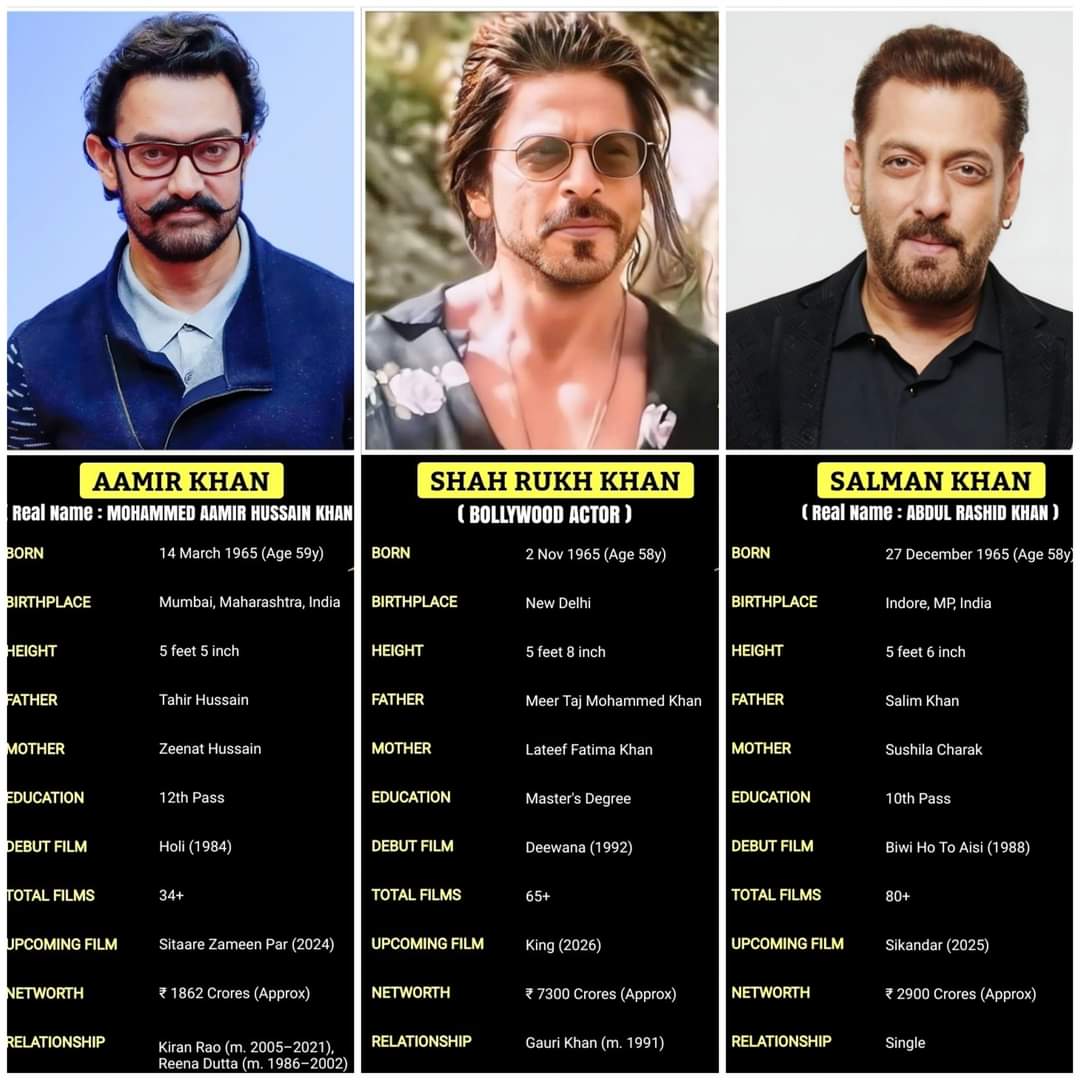 AAMIR KHAN
( Real Name : MOHAMMED AAMIR HUSSAIN KHAN
BORN 14 March 1965 (Age 59y)
BIRTHPLACE Mumbai, Maharashtra, India
HEIGHT 5 feet 5 inch
FATHER Tahir Hussain
MOTHER Zeenat Hussain
EDUCATION 12th Pass
DEBUT FILM Holi (1984)
TOTAL FILMS 34+
UPCOMING FILM Sitaare Zameen Par (2024)
NETWORTH ₹ 1862 Crores (Approx)
RELATIONSHIP Kiran Rao (m. 2005–2021),
Reena Dutta (m. 1986–2002)
SHAH RUKH KHAN
( BOLLYWOOD ACTOR )
BORN 2 Nov 1965 (Age 58y)
BIRTHPLACE New Delhi
HEIGHT 5 feet 8 inch
FATHER Meer Taj Mohammed Khan
MOTHER Lateef Fatima Khan
EDUCATION Master's Degree
DEBUT FILM Deewana (1992)
TOTAL FILMS 65+
UPCOMING FILM King (2026)
NETWORTH ₹ 7300 Crores (Approx)
RELATIONSHIP Gauri Khan (m. 1991)
SALMAN KHAN
( Real Name : ABDUL RASHID KHAN )
BORN 27 December 1965 (Age 58y)
BIRTHPLACE Indore, MP, India
HEIGHT 5 feet 6 inch
FATHER Salim Khan
MOTHER Sushila Charak
EDUCATION 10th Pass
DEBUT FILM Biwi Ho To Aisi (1988)
TOTAL FILMS 80+
UPCOMING FILM Sikandar (2025)
NETWORTH ₹ 2900 Crores (Approx)
RELATIONSHIP Single